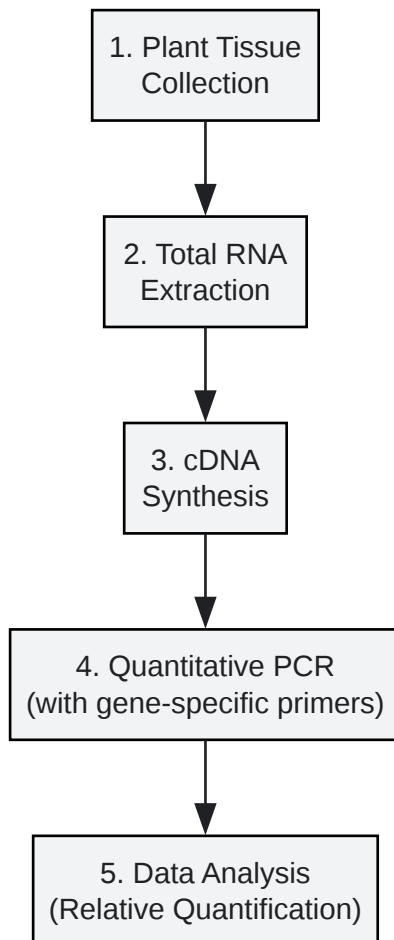 1. Plant Tissue
Collection
2. Total RNA
Extraction
3. cDNA
Synthesis
4. Quantitative PCR
(with gene-specific primers)
5. Data Analysis
(Relative Quantification)